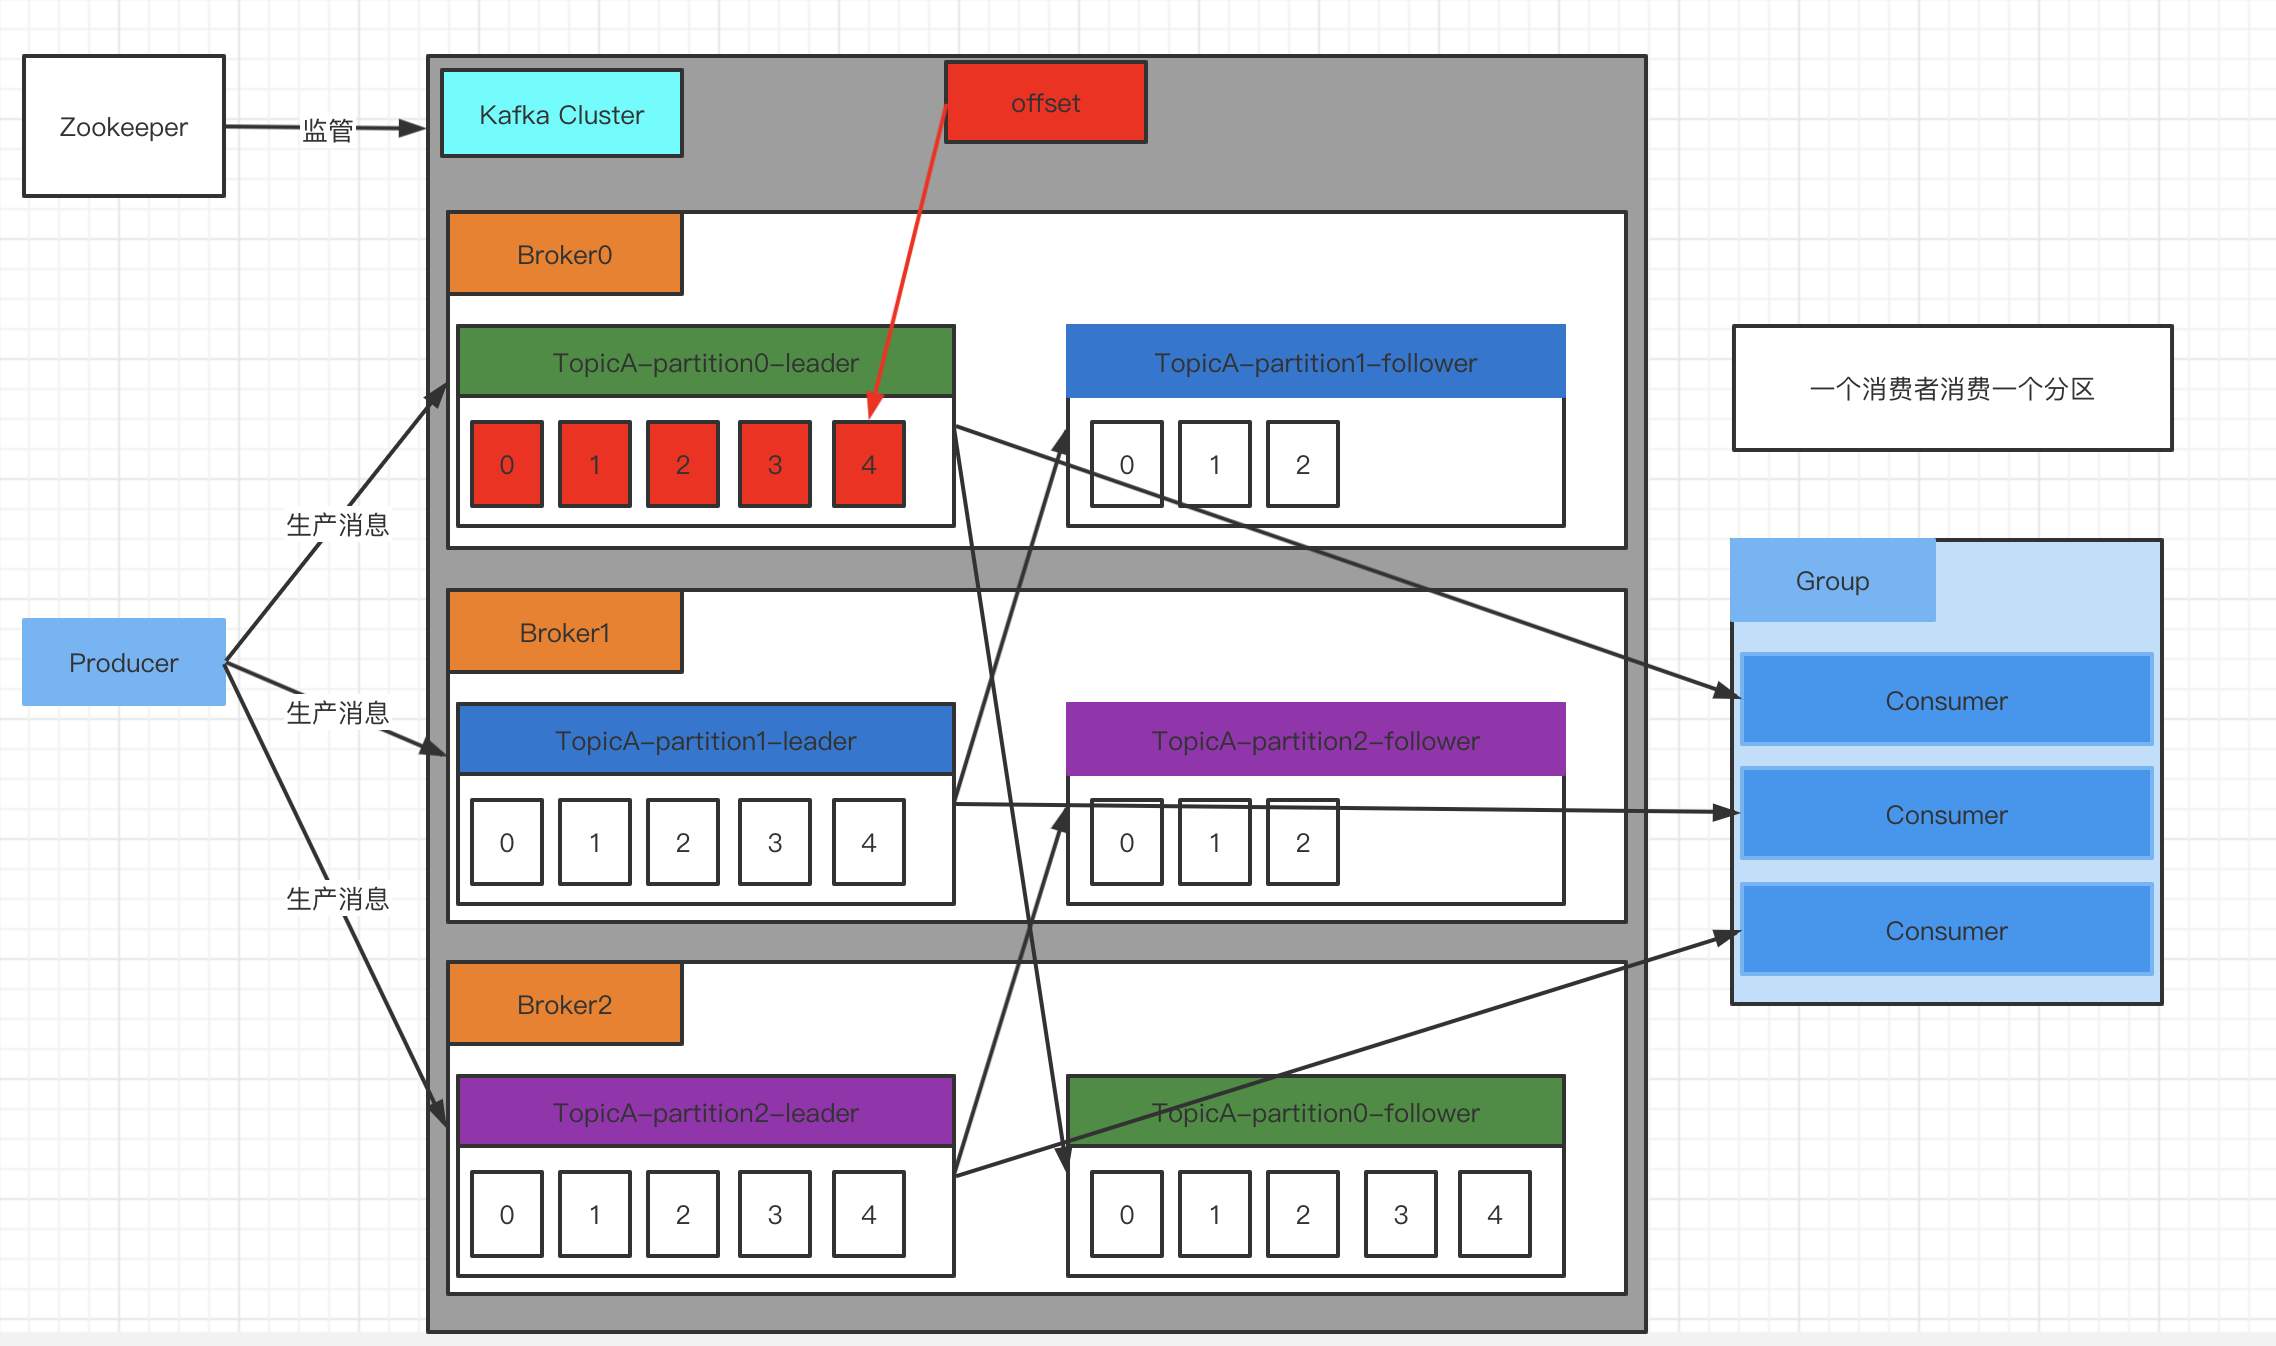 Zookeeper
监管
Kafka Cluster
offset
Broker0
TopicA-partition0-leader
0 1 2 3 4
TopicA-partition1-follower
0 1 2
一个消费者消费一个分区
生产消息
Producer
生产消息
生产消息
Broker1
TopicA-partition1-leader
0 1 2 3 4
TopicA-partition2-follower
0 1 2
Group
Consumer
Consumer
Consumer
Broker2
TopicA-partition2-leader
0 1 2 3 4
TopicA-partition0-follower
0 1 2 3 4